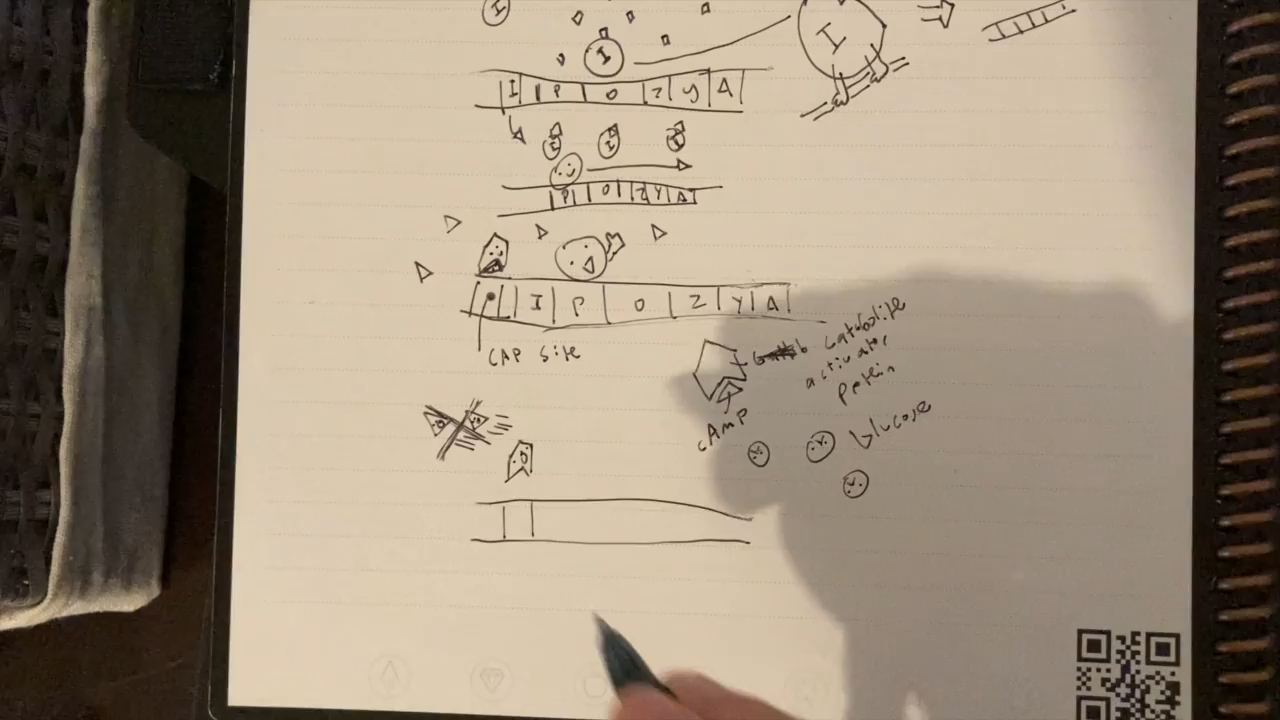 I
I
I
I P O Z Y A
I I I
P O Z Y A
I P O Z Y A
CAP site
catabolite
activator
protein
cAMP
Glucose